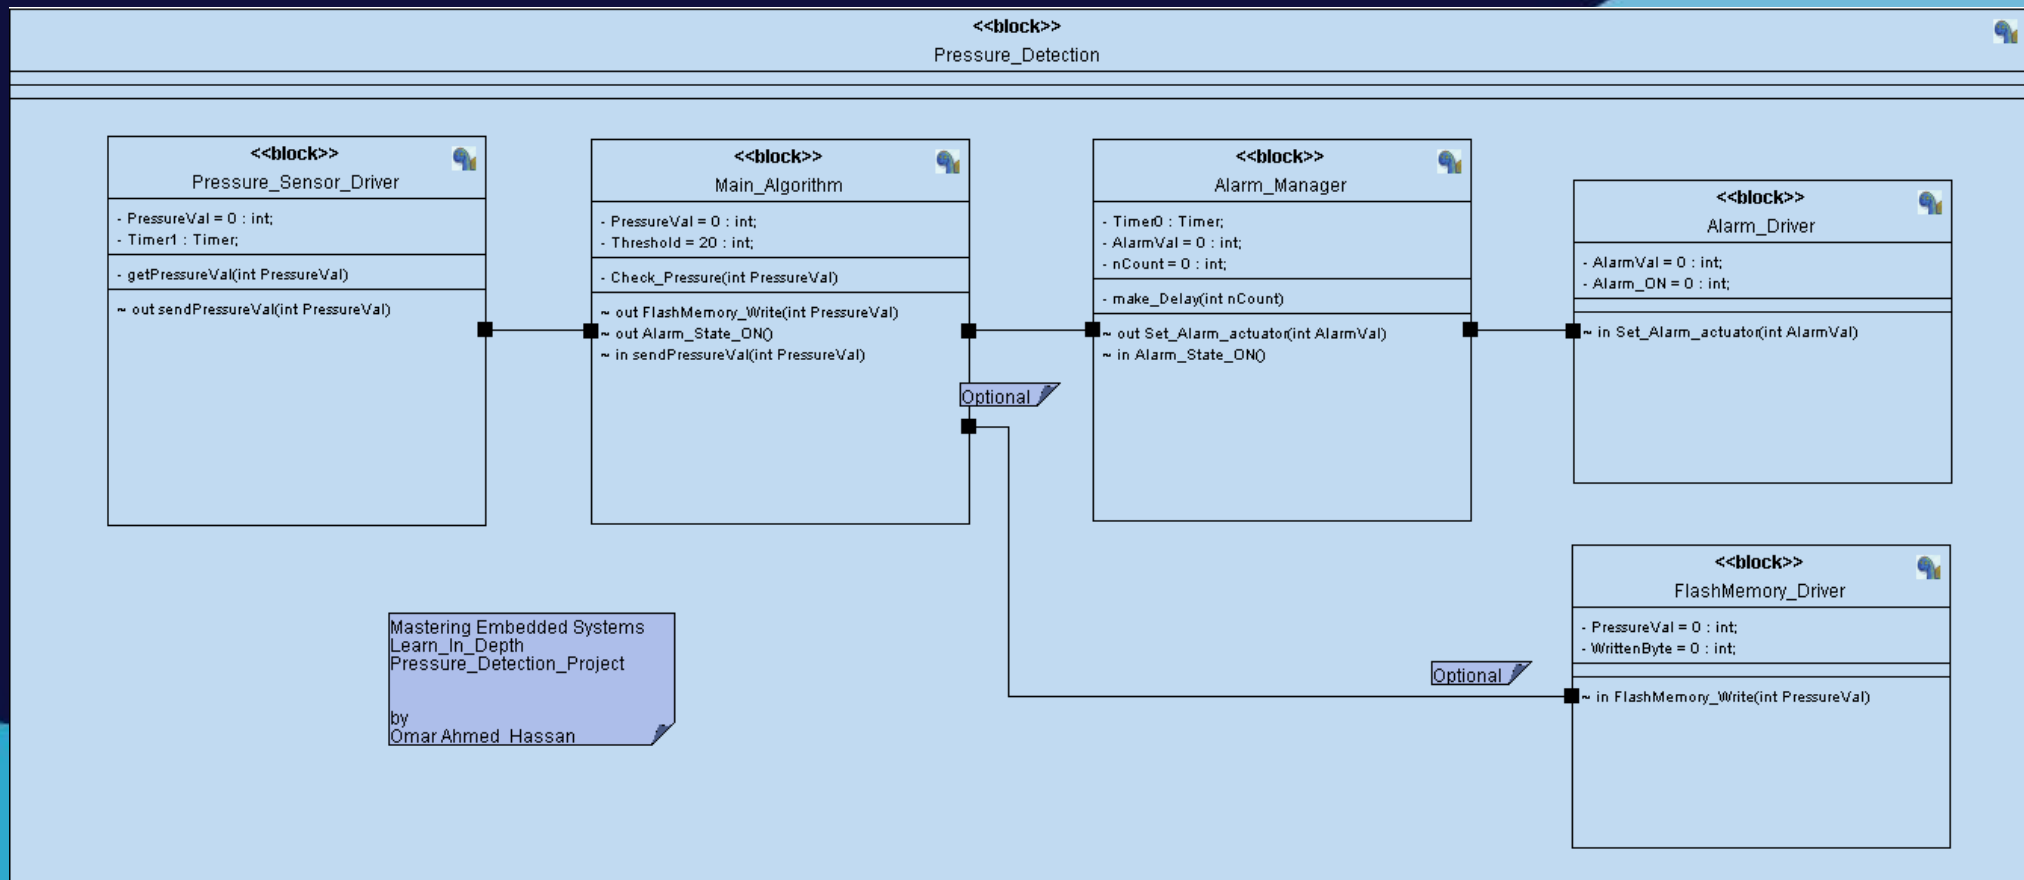 <<block>>
Pressure_Detection
<<block>>
Pressure_Sensor_Driver
- PressureVal = 0 : int;
- Timer1 : Timer;
- getPressureVal(int PressureVal)
~ out sendPressureVal(int PressureVal)
<<block>>
Main_Algorithm
- PressureVal = 0 : int;
- Threshold = 20 : int;
- Check_Pressure(int PressureVal)
~ out FlashMemory_Write(int PressureVal)
~ out Alarm_State_ON()
~ in sendPressureVal(int PressureVal)
<<block>>
Alarm_Manager
- Timer0 : Timer;
- AlarmVal = 0 : int;
- nCount = 0 : int;
- make_Delay(int nCount)
~ out Set_Alarm_actuator(int AlarmVal)
~ in Alarm_State_ON()
<<block>>
Alarm_Driver
- AlarmVal = 0 : int;
- Alarm_ON = 0 : int;
~ in Set_Alarm_actuator(int AlarmVal)
Optional
<<block>>
FlashMemory_Driver
- PressureVal = 0 : int;
- WrittenByte = 0 : int;
~ in FlashMemory_Write(int PressureVal)
Optional
Mastering Embedded Systems
Learn_In_Depth
Pressure_Detection_Project
by
Omar Ahmed Hassan